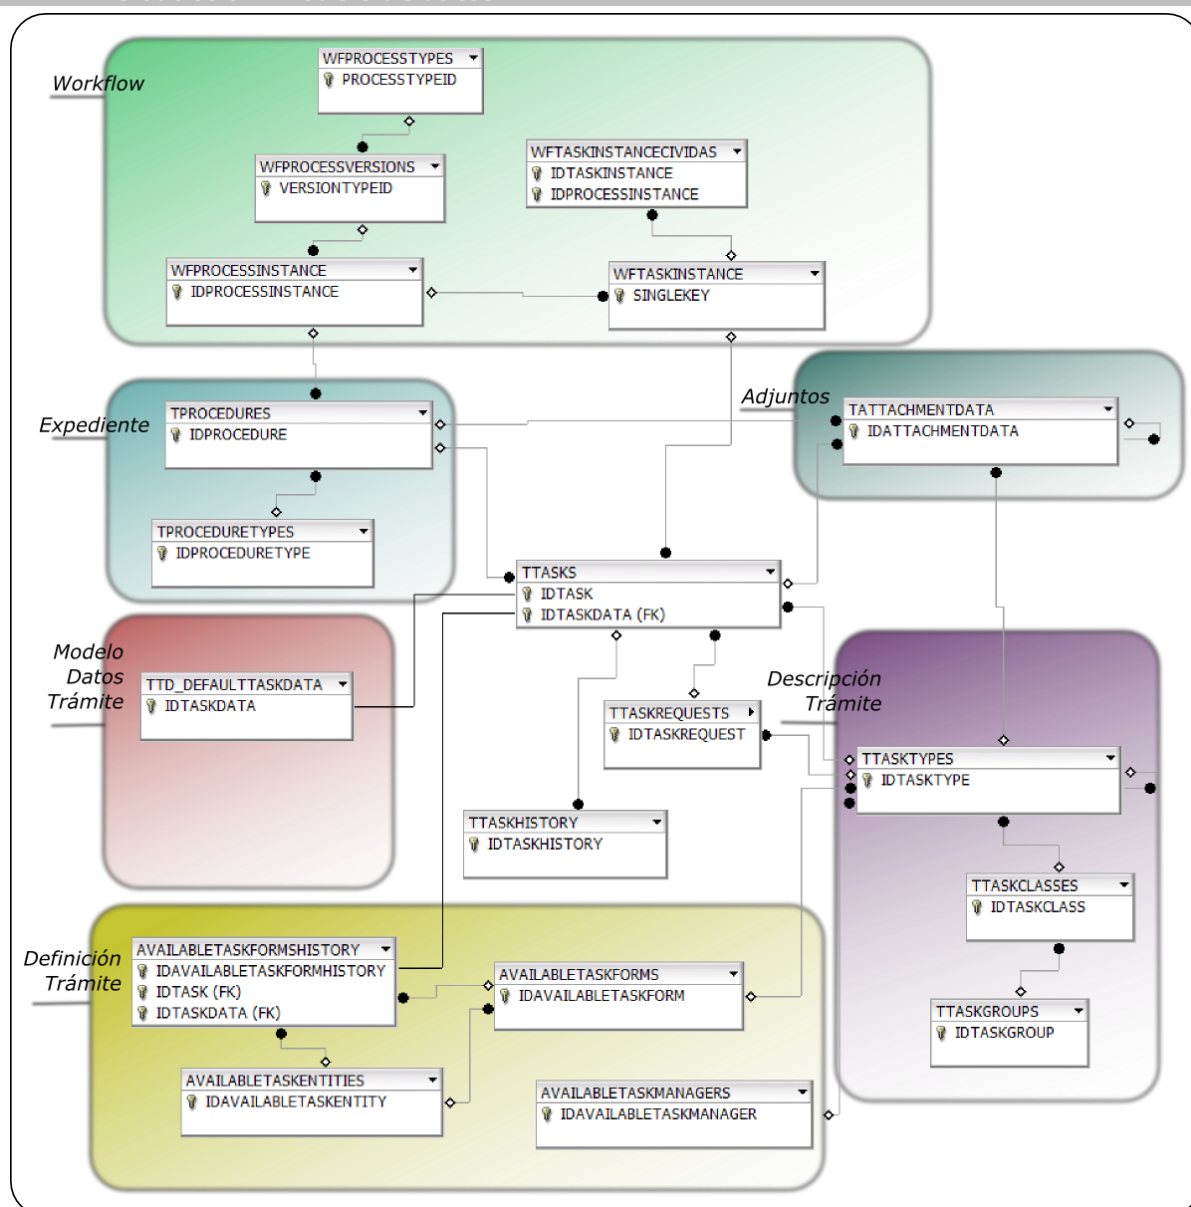 Workflow
WFPROCESSTYPES
PROCESSTYPEID
WFPROCESSVERSIONS
VERSIONTYPEID
WFTASKINSTANCECIVIDAS
IDTASKINSTANCE
IDPROCESSINSTANCE
WFPROCESSINSTANCE
IDPROCESSINSTANCE
WFTASKINSTANCE
SINGLEKEY
Expediente
TPROCEDURES
IDPROCEDURE
TPROCEDURETYPES
IDPROCEDURETYPE
Adjuntos
TATTACHMENTDATA
IDATTACHMENTDATA
TTASKS
IDTASK
IDTASKDATA (FK)
Modelo
Datos
Trámite
TTD_DEFAULTTASKDATA
IDTASKDATA
TTASKREQUESTS
IDTASKREQUEST
TTASKHISTORY
IDTASKHISTORY
Descripción
Trámite
TTASKTYPES
IDTASKTYPE
TTASKCLASSES
IDTASKCLASS
TTASKGROUPS
IDTASKGROUP
Definición
Trámite
AVAILABLETASKFORMSHISTORY
IDAVAILABLETASKFORMHISTORY
IDTASK (FK)
IDTASKDATA (FK)
AVAILABLETASKFORMS
IDAVAILABLETASKFORM
AVAILABLETASKENTITIES
IDAVAILABLETASKENTITY
AVAILABLETASKMANAGERS
IDAVAILABLETASKMANAGER